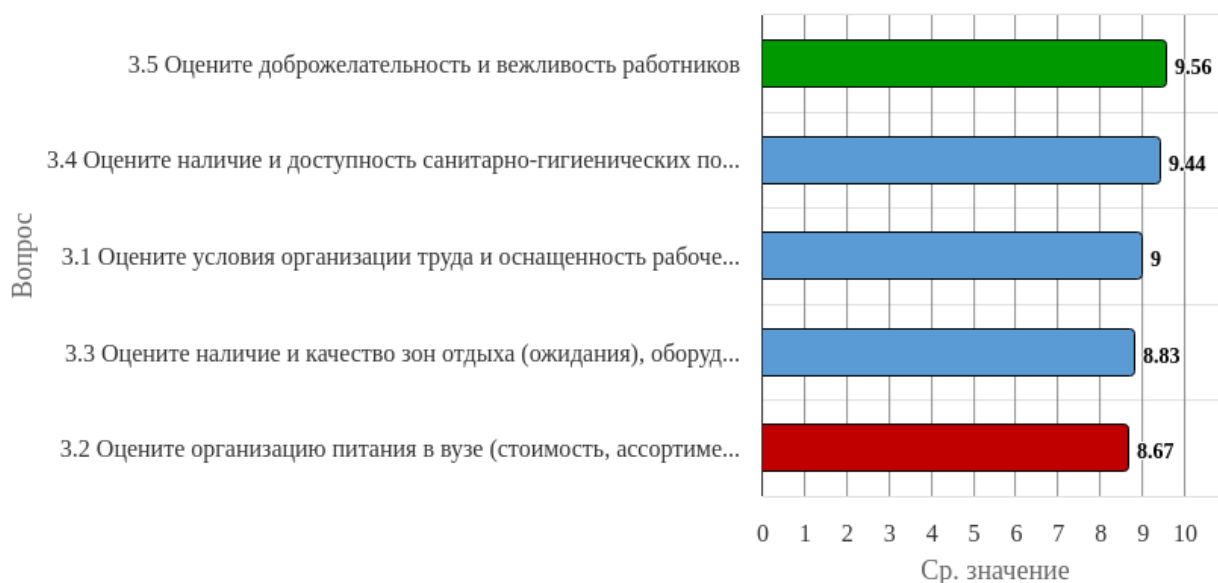 3.5 Оцените доброжелательность и вежливость работников
9.56
3.4 Оцените наличие и доступность санитарно-гигиенических по...
9.44
3.1 Оцените условия организации труда и оснащенность рабоче...
9
3.3 Оцените наличие и качество зон отдыха (ожидания), оборуд...
8.83
3.2 Оцените организацию питания в вузе (стоимость, ассортиме...
8.67
Вопрос
0 1 2 3 4 5 6 7 8 9 10
Ср. значение